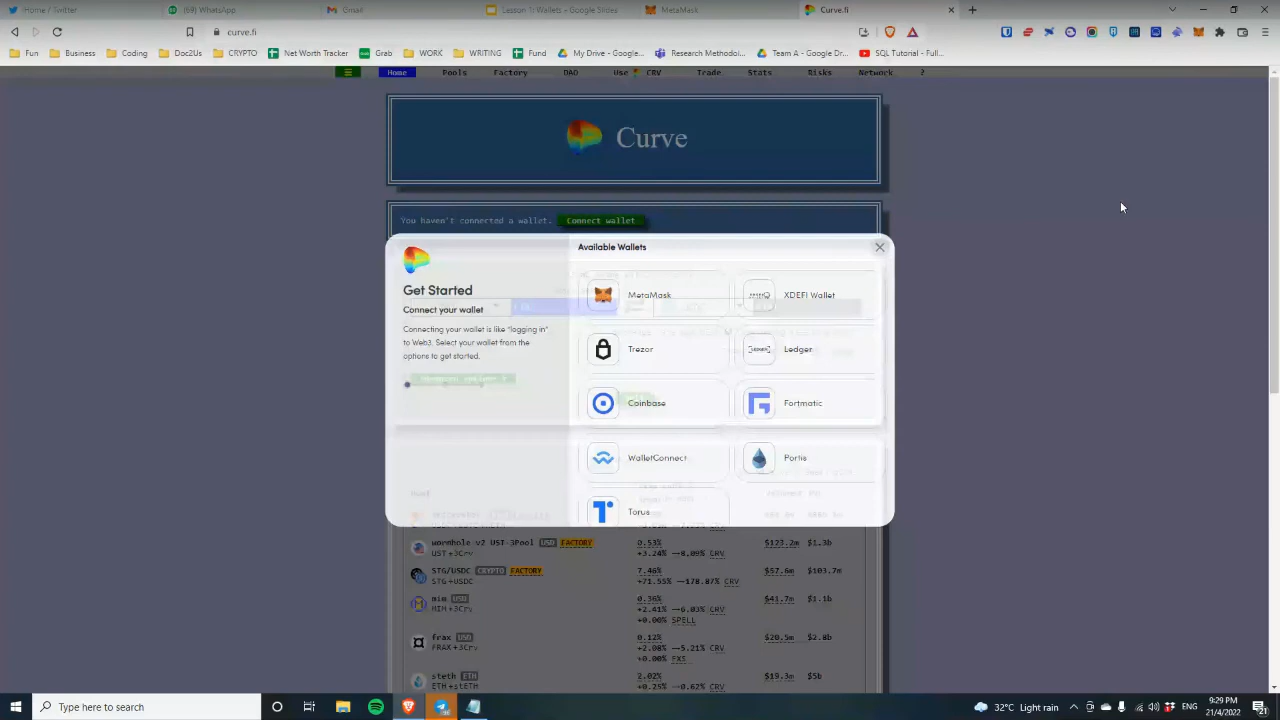 Home / Twitter
(69) WhatsApp
Gmail
Lesson 1: Wallets - Google Slides
MetaMask
Curve.fi
curve.fi
Fun
Business
Coding
Doc2Us
CRYPTO
Net Worth Tracker
Grab
WORK
WRITING
Fund
My Drive - Google...
Research Methodol...
Team A - Google Dr...
SQL Tutorial - Full...
Home
Pools
Factory
DAO
Use CRV
Trade
Stats
Risks
Network
?
Curve
You haven't connected a wallet.
Connect wallet
Get Started
Connect your wallet
Connecting your wallet is like "logging in"
to Web3. Select your wallet from the
options to get started.
Available Wallets
MetaMask
XDEFI Wallet
Trezor
Ledger
Coinbase
Fortmatic
WalletConnect
Portis
Torus
wormhole v2 UST-3Pool USD FACTORY 0.53% $123.2m $1.3b
UST+3Crv +3.24% →8.09% CRV
STG/USDC CRYPTO FACTORY 7.46% $57.6m $103.7m
STG+USDC +71.55% →178.87% CRV
mim USD 0.36% $41.7m $1.1b
MIM+3Crv +2.41% →6.03% CRV
+0.00% SPELL
frax USD 0.12% $20.5m $2.8b
FRAX+3Crv +2.08% →5.21% CRV
+0.00% FXS
steth ETH 2.02% $19.3m $5b
ETH+stETH +0.25% →0.62% CRV
Type here to search
32°C Light rain
ENG
9:29 PM
21/4/2022
21